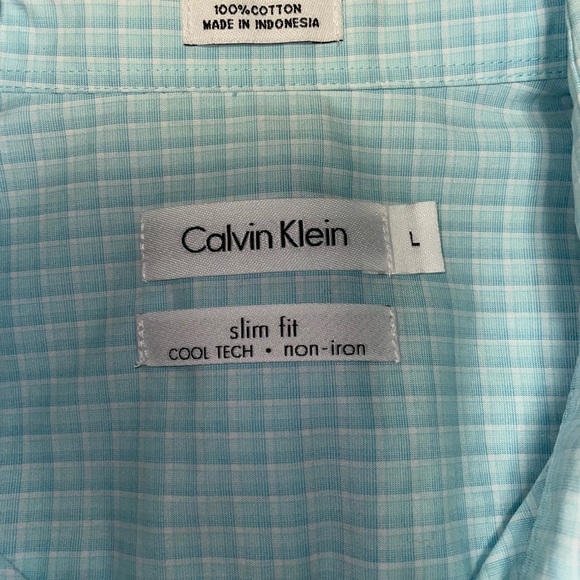 100%COTTON
MADE IN INDONESIA
Calvin Klein
L
slim fit
COOL TECH • non-iron